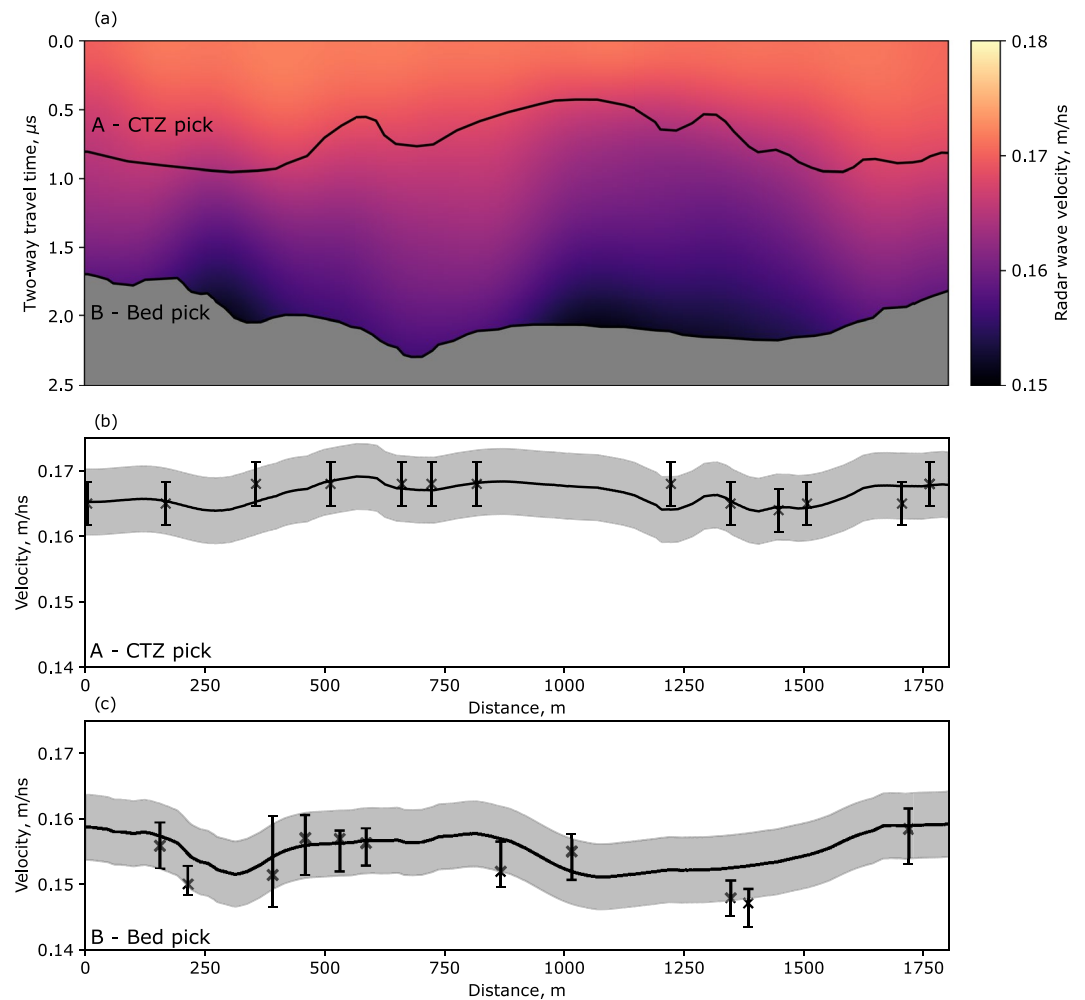 (a)
0.0
0.5
1.0
1.5
2.0
2.5
Two-way travel time, μs
A - CTZ pick
B - Bed pick
0.18
0.17
0.16
0.15
Radar wave velocity, m/ns
(b)
0.17
0.16
0.15
0.14
Velocity, m/ns
A - CTZ pick
0 250 500 750 1000 1250 1500 1750
Distance, m
(c)
0.17
0.16
0.15
0.14
Velocity, m/ns
B - Bed pick
0 250 500 750 1000 1250 1500 1750
Distance, m